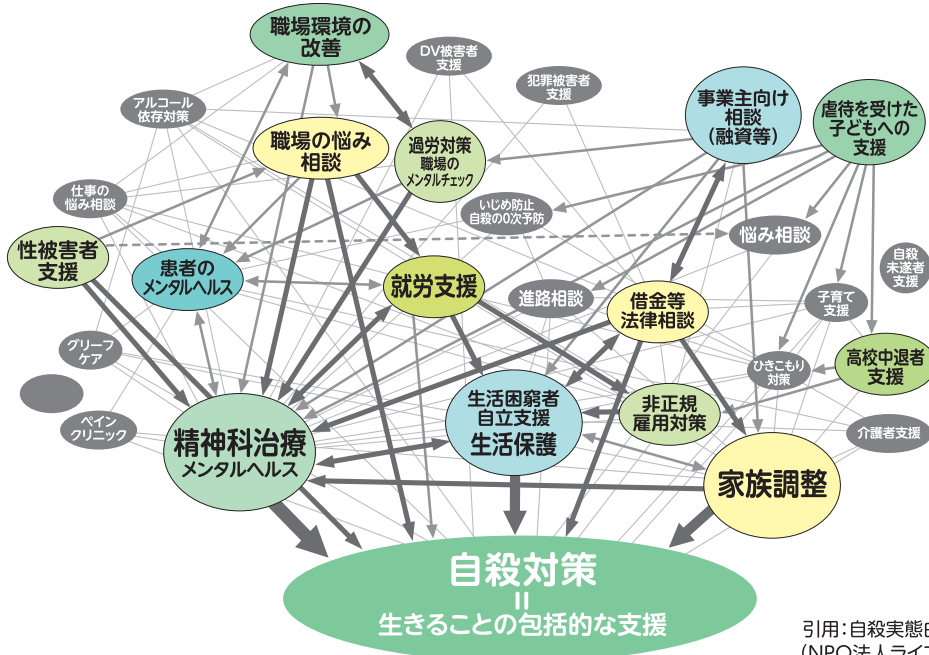 職場環境の
改善
DV被害者
支援
犯罪被害者
支援
アルコール
依存対策
事業主向け
相談
(融資等)
虐待を受けた
子どもへの
支援
職場の悩み
相談
過労対策
職場の
メンタルチェック
仕事の
悩み相談
いじめ防止
自殺の0次予防
悩み相談
性被害者
支援
患者の
メンタルヘルス
就労支援
進路相談
借金等
法律相談
子育て
支援
自殺
未遂者
支援
グリーフ
ケア
ひきこもり
対策
高校中退者
支援
ペイン
クリニック
精神科治療
メンタルヘルス
生活困窮者
自立支援
生活保護
非正規
雇用対策
介護者支援
家族調整
自殺対策
=
生きることの包括的な支援
引用:自殺実態
(NPO法人ライフ